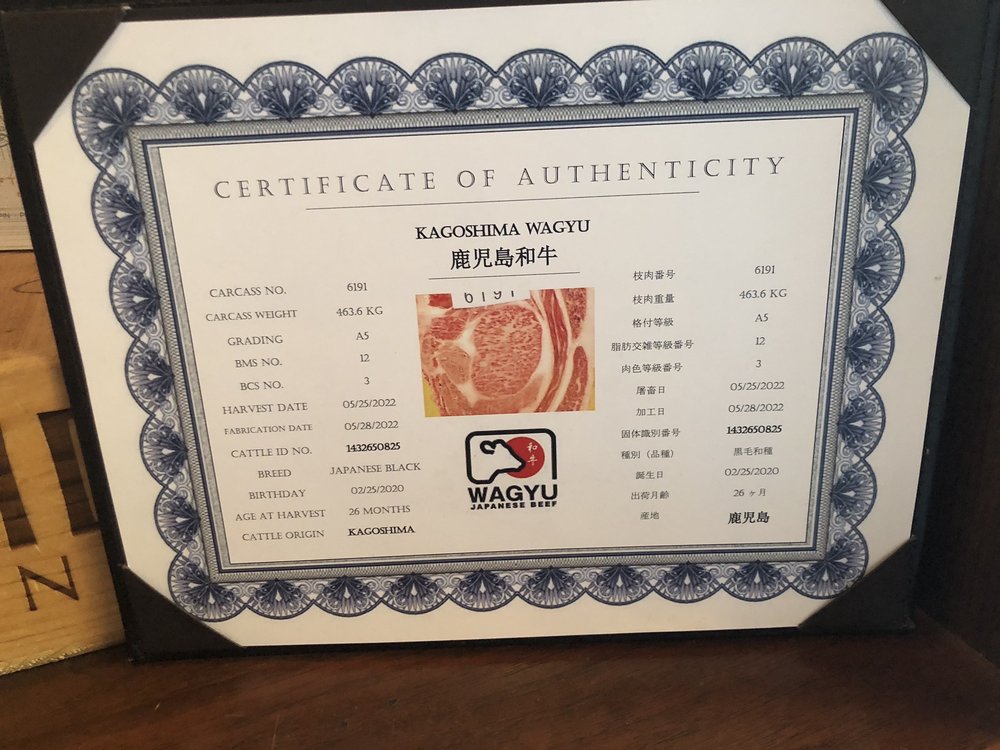 CERTIFICATE OF AUTHENTICITY
KAGOSHIMA WAGYU
鹿児島和牛
CARCASS NO. 6191
CARCASS WEIGHT 463.6 KG
GRADING A5
BMS NO. 12
BCS NO. 3
HARVEST DATE 05/25/2022
FABRICATION DATE 05/28/2022
CATTLE ID NO. 1432650825
BREED JAPANESE BLACK
BIRTHDAY 02/25/2020
AGE AT HARVEST 26 MONTHS
CATTLE ORIGIN KAGOSHIMA
6191
和牛
WAGYU
JAPANESE BEEF
枝肉番号 6191
枝肉重量 463.6 KG
格付等級 A5
脂肪交雑等級番号 12
肉色等級番号 3
屠畜日 05/25/2022
加工日 05/28/2022
固体識別番号 1432650825
種別（品種） 黒毛和種
誕生日 02/25/2020
出荷月齢 26 ヶ月
産地 鹿児島
N